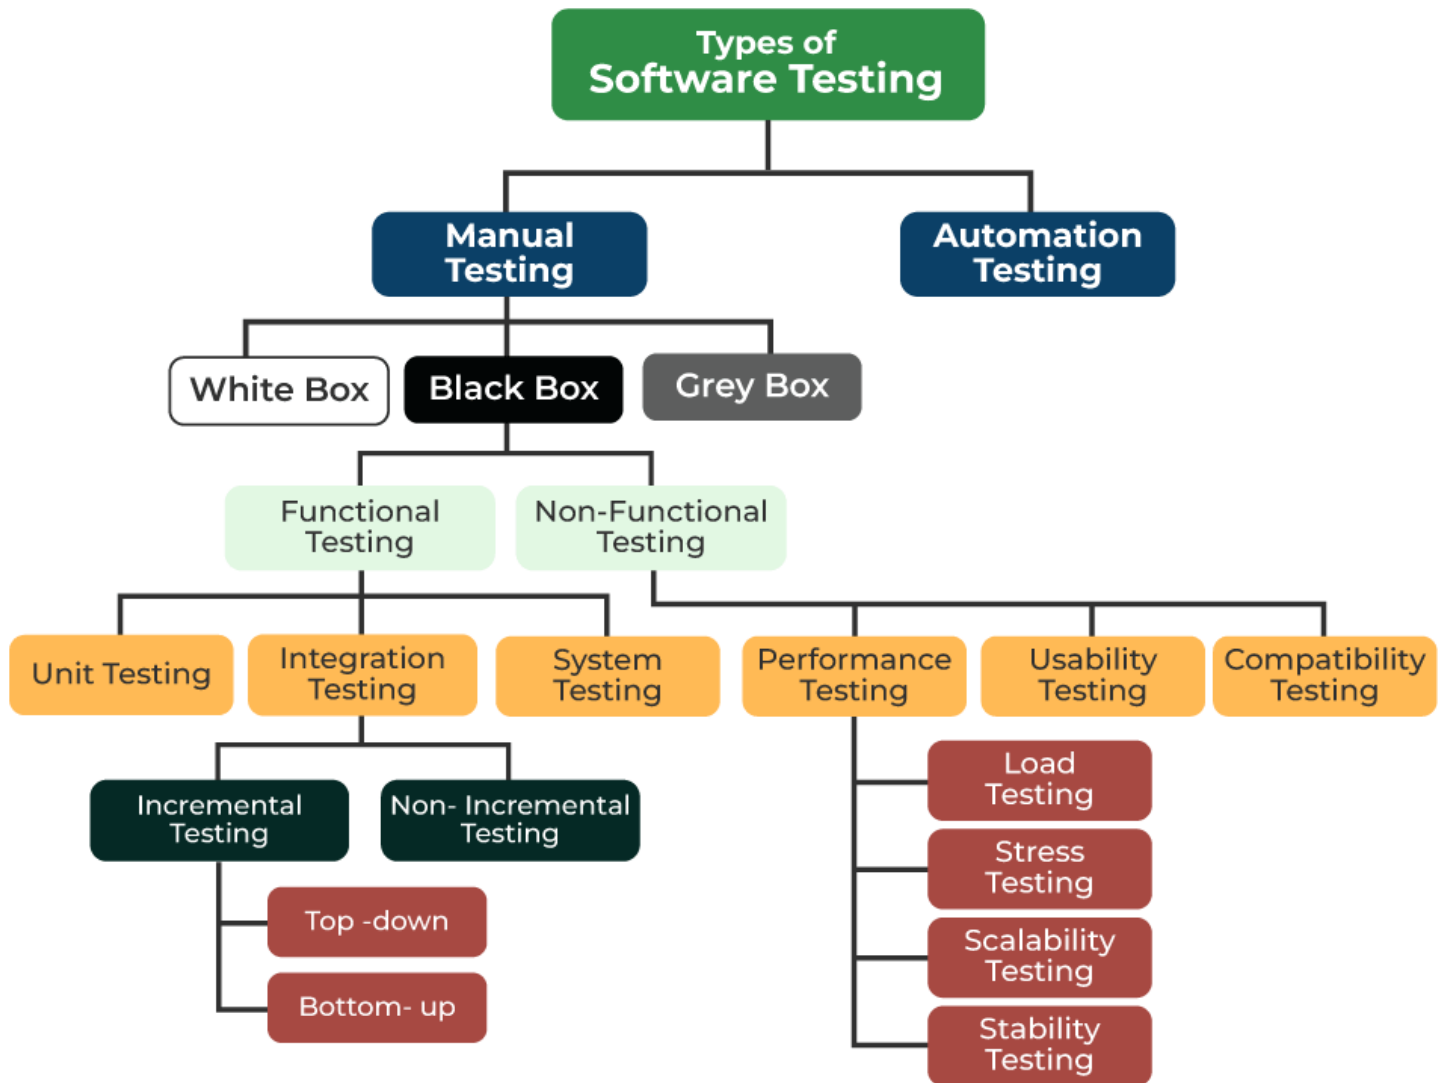 Types of
Software Testing
Manual
Testing
Automation
Testing
White Box
Black Box
Grey Box
Functional
Testing
Non-Functional
Testing
Unit Testing
Integration
Testing
System
Testing
Performance
Testing
Usability
Testing
Compatibility
Testing
Incremental
Testing
Non- Incremental
Testing
Top -down
Bottom- up
Load
Testing
Stress
Testing
Scalability
Testing
Stability
Testing